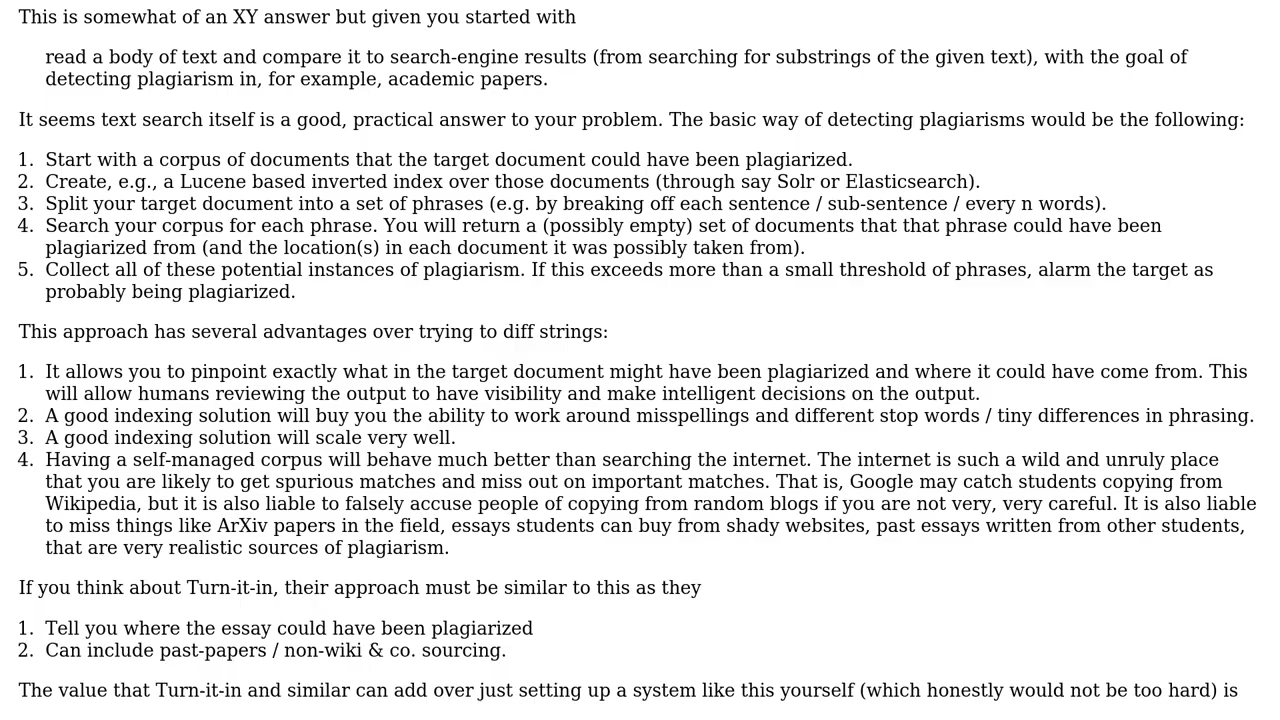 This is somewhat of an XY answer but given you started with
read a body of text and compare it to search-engine results (from searching for substrings of the given text), with the goal of
detecting plagiarism in, for example, academic papers.
It seems text search itself is a good, practical answer to your problem. The basic way of detecting plagiarisms would be the following:
1. Start with a corpus of documents that the target document could have been plagiarized.
2. Create, e.g., a Lucene based inverted index over those documents (through say Solr or Elasticsearch).
3. Split your target document into a set of phrases (e.g. by breaking off each sentence / sub-sentence / every n words).
4. Search your corpus for each phrase. You will return a (possibly empty) set of documents that that phrase could have been
plagiarized from (and the location(s) in each document it was possibly taken from).
5. Collect all of these potential instances of plagiarism. If this exceeds more than a small threshold of phrases, alarm the target as
probably being plagiarized.
This approach has several advantages over trying to diff strings:
1. It allows you to pinpoint exactly what in the target document might have been plagiarized and where it could have come from. This
will allow humans reviewing the output to have visibility and make intelligent decisions on the output.
2. A good indexing solution will buy you the ability to work around misspellings and different stop words / tiny differences in phrasing.
3. A good indexing solution will scale very well.
4. Having a self-managed corpus will behave much better than searching the internet. The internet is such a wild and unruly place
that you are likely to get spurious matches and miss out on important matches. That is, Google may catch students copying from
Wikipedia, but it is also liable to falsely accuse people of copying from random blogs if you are not very, very careful. It is also liable
to miss things like ArXiv papers in the field, essays students can buy from shady websites, past essays written from other students,
that are very realistic sources of plagiarism.
If you think about Turn-it-in, their approach must be similar to this as they
1. Tell you where the essay could have been plagiarized
2. Can include past-papers / non-wiki & co. sourcing.
The value that Turn-it-in and similar can add over just setting up a system like this yourself (which honestly would not be too hard) is